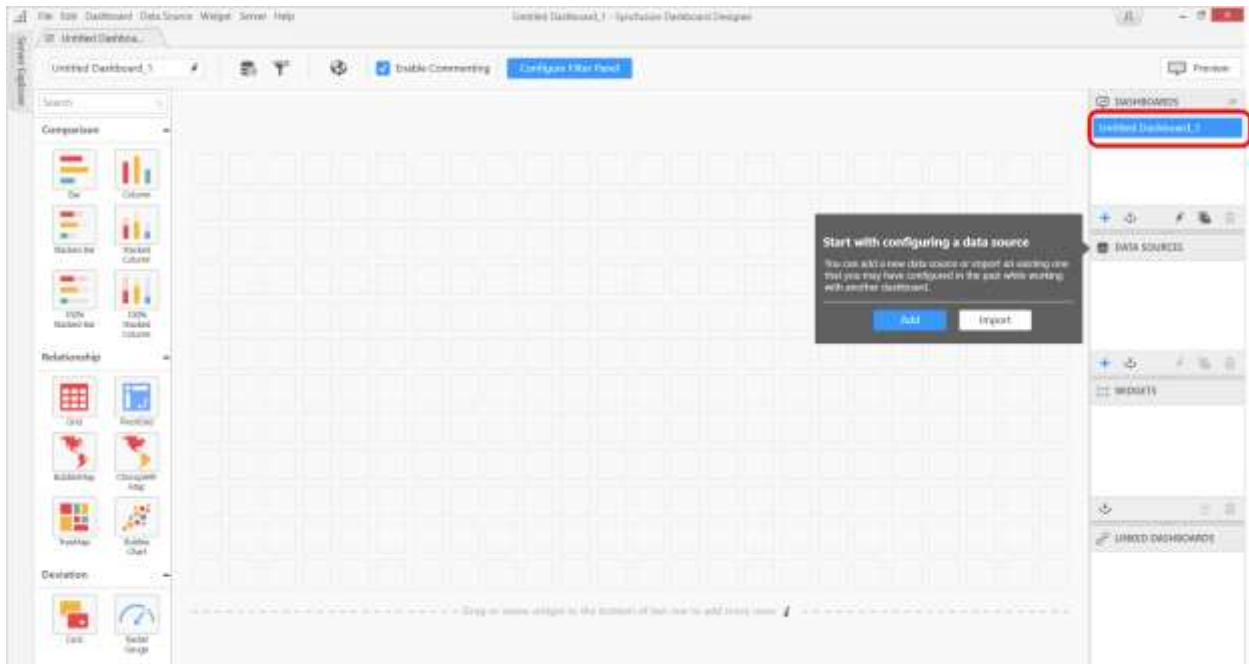 File Edit Dashboard Data Source Widget Server Help
Untitled Dashboard_1 - Syncfusion Dashboard Designer
Server Explorer
Untitled Dashboa...
Untitled Dashboard_1
Enable Commenting
Configure Filter Panel
Preview
Search
Comparison
Bar
Column
Stacked Bar
Stacked
Column
100%
Stacked Bar
100%
Stacked
Column
Relationship
Grid
PivotGrid
BubbleMap
Choropleth
Map
TreeMap
Bubble
Chart
Deviation
Card
Radial
Gauge
Start with configuring a data source
You can add a new data source or import an existing one
that you may have configured in the past while working
with another dashboard.
Add
Import
Drag or resize widget to the bottom of last row to add more rows
DASHBOARDS
Untitled Dashboard_1
DATA SOURCES
WIDGETS
LINKED DASHBOARDS